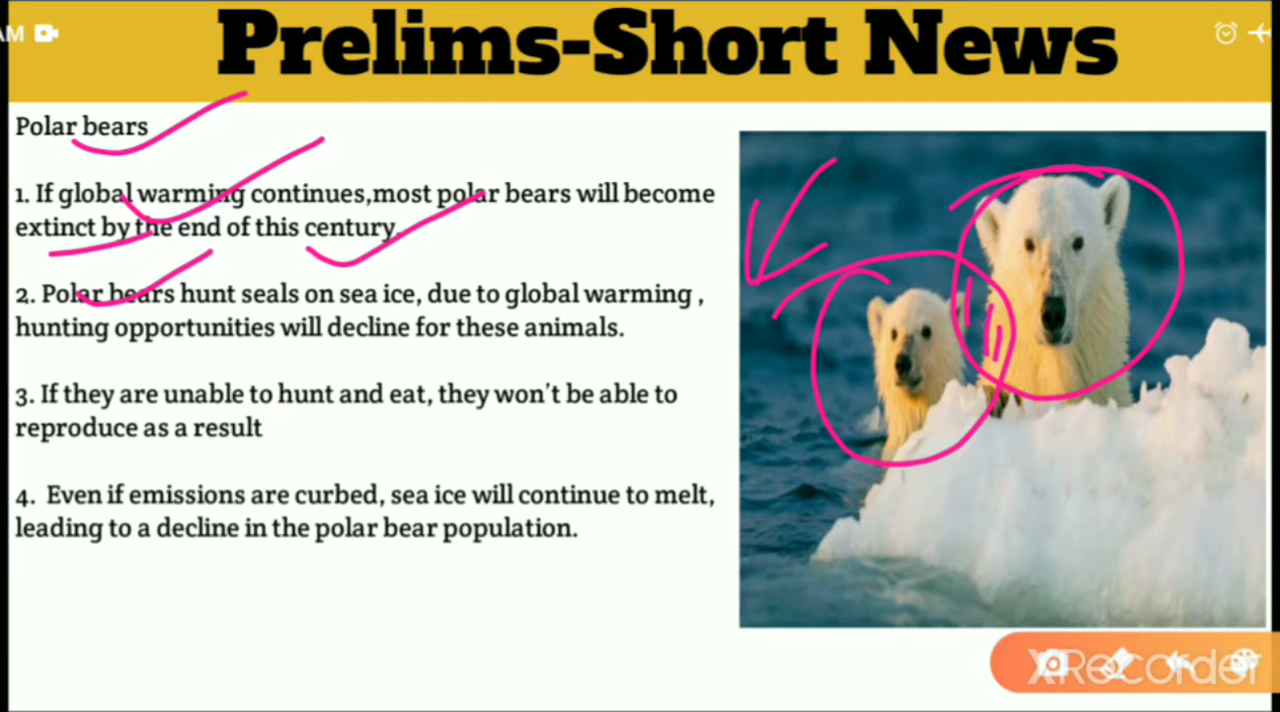 AM
Prelims-Short News
Polar bears
1. If global warming continues,most polar bears will become
extinct by the end of this century.
2. Polar bears hunt seals on sea ice, due to global warming ,
hunting opportunities will decline for these animals.
3. If they are unable to hunt and eat, they won't be able to
reproduce as a result
4. Even if emissions are curbed, sea ice will continue to melt,
leading to a decline in the polar bear population.
XRecorder